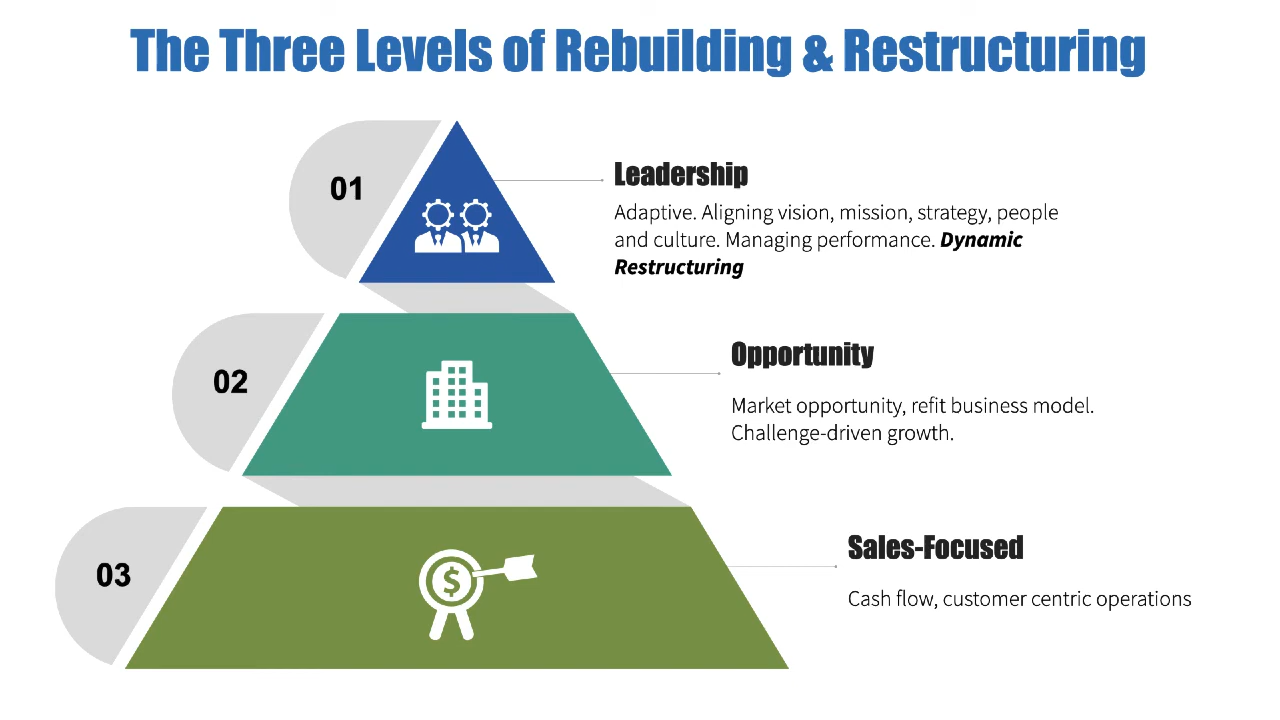 The Three Levels of Rebuilding & Restructuring
01
Leadership
Adaptive. Aligning vision, mission, strategy, people
and culture. Managing performance. Dynamic
Restructuring
02
Opportunity
Market opportunity, refit business model.
Challenge-driven growth.
03
$
Sales-Focused
Cash flow, customer centric operations